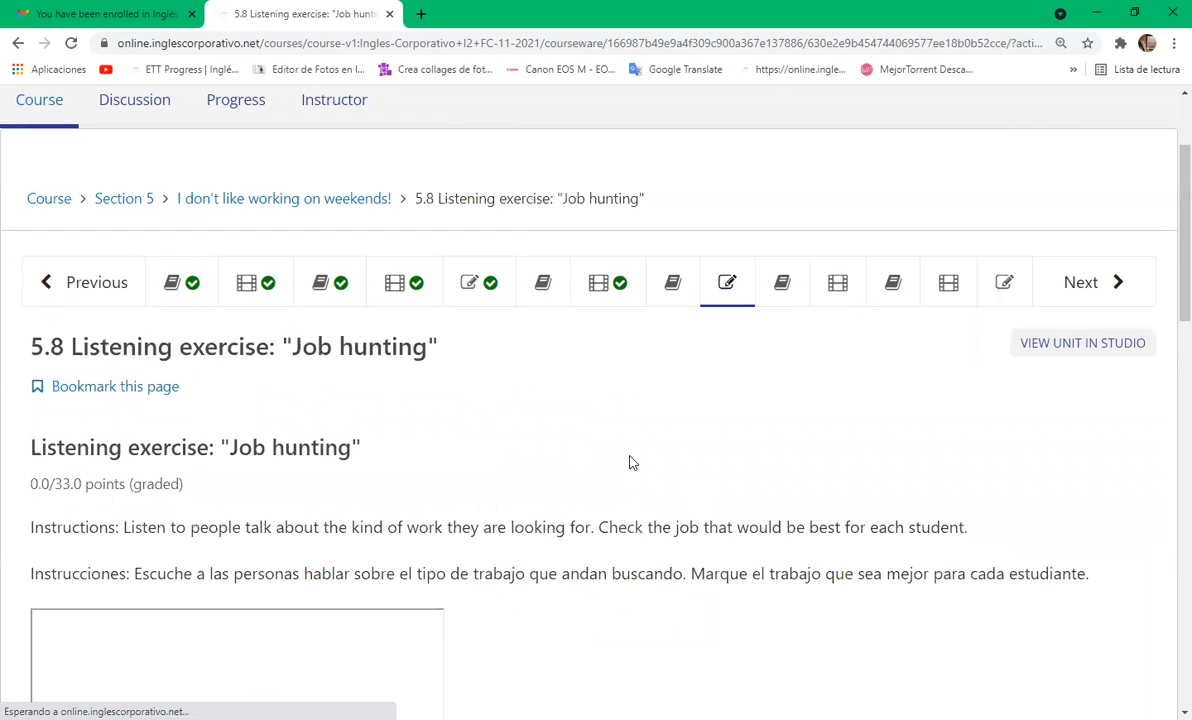 You have been enrolled in Inglés
5.8 Listening exercise: "Job hunt
online.inglescorporativo.net/courses/course-v1:Ingles-Corporativo+I2+FC-11-2021/courseware/166987b49e9a4f309c900a367e137886/630e2e9b454744069577ee18b0b52cce/?acti...
Aplicaciones
ETT Progress | Inglé...
Editor de Fotos en l...
Crea collages de fot...
Canon EOS M - EO...
Google Translate
https://online.ingle...
MejorTorrent Desca...
»
Lista de lectura
Course
Discussion
Progress
Instructor
Course > Section 5 > I don't like working on weekends! > 5.8 Listening exercise: "Job hunting"
Previous
Next
5.8 Listening exercise: "Job hunting"
VIEW UNIT IN STUDIO
Bookmark this page
Listening exercise: "Job hunting"
0.0/33.0 points (graded)
Instructions: Listen to people talk about the kind of work they are looking for. Check the job that would be best for each student.
Instrucciones: Escuche a las personas hablar sobre el tipo de trabajo que andan buscando. Marque el trabajo que sea mejor para cada estudiante.
Esperando a online.inglescorporativo.net...